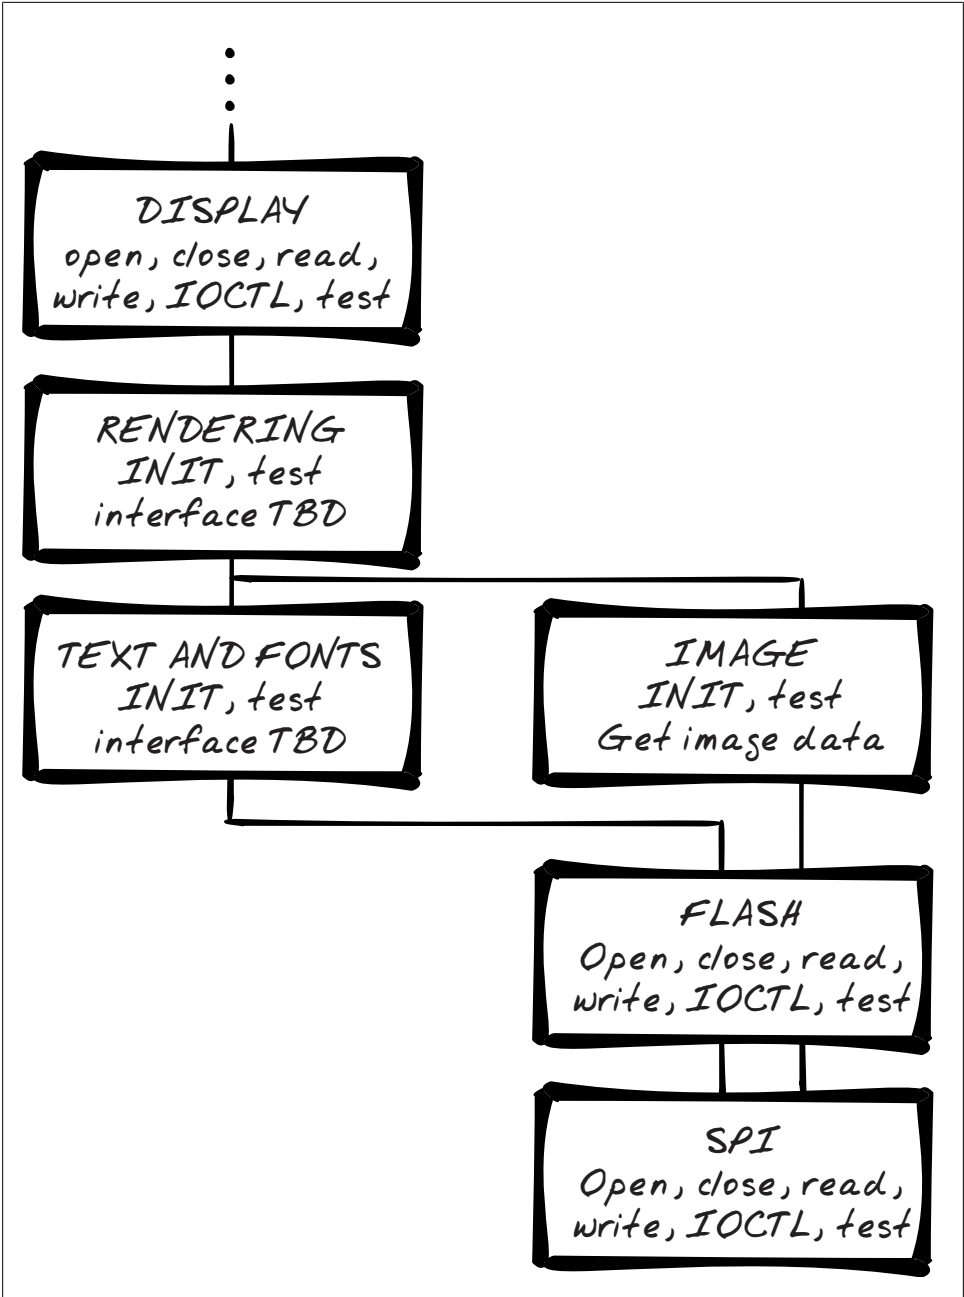 DISPLAY
open, close, read,
write, IOCTL, test
RENDERING
INIT, test
interface TBD
TEXT AND FONTS
INIT, test
interface TBD
IMAGE
INIT, test
Get image data
FLASH
Open, close, read,
write, IOCTL, test
SPI
Open, close, read,
write, IOCTL, test